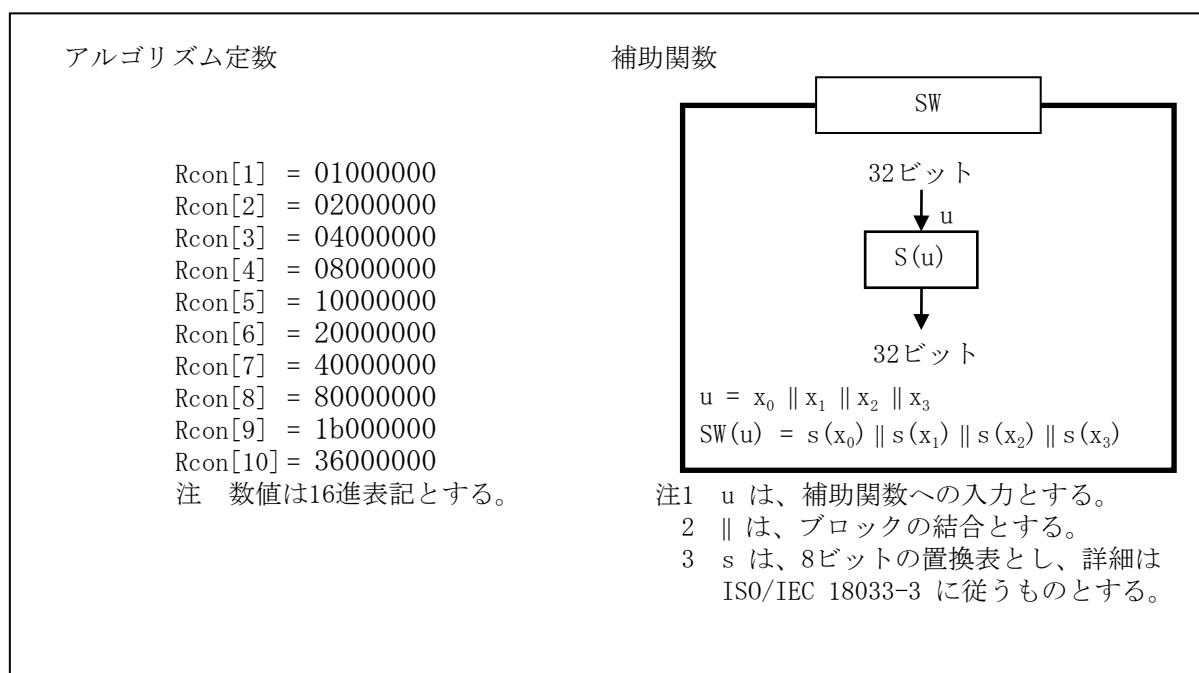 アルゴリズム定数
Rcon[1] = 01000000
Rcon[2] = 02000000
Rcon[3] = 04000000
Rcon[4] = 08000000
Rcon[5] = 10000000
Rcon[6] = 20000000
Rcon[7] = 40000000
Rcon[8] = 80000000
Rcon[9] = 1b000000
Rcon[10]= 36000000
注　数値は16進表記とする。
補助関数
SW
32ビット
u
S(u)
32ビット
u = x₀ ‖ x₁ ‖ x₂ ‖ x₃
SW(u) = s(x₀) ‖ s(x₁) ‖ s(x₂) ‖ s(x₃)
注1　u は、補助関数への入力とする。
2　‖ は、ブロックの結合とする。
3　s は、8ビットの置換表とし、詳細は
ISO/IEC 18033-3 に従うものとする。